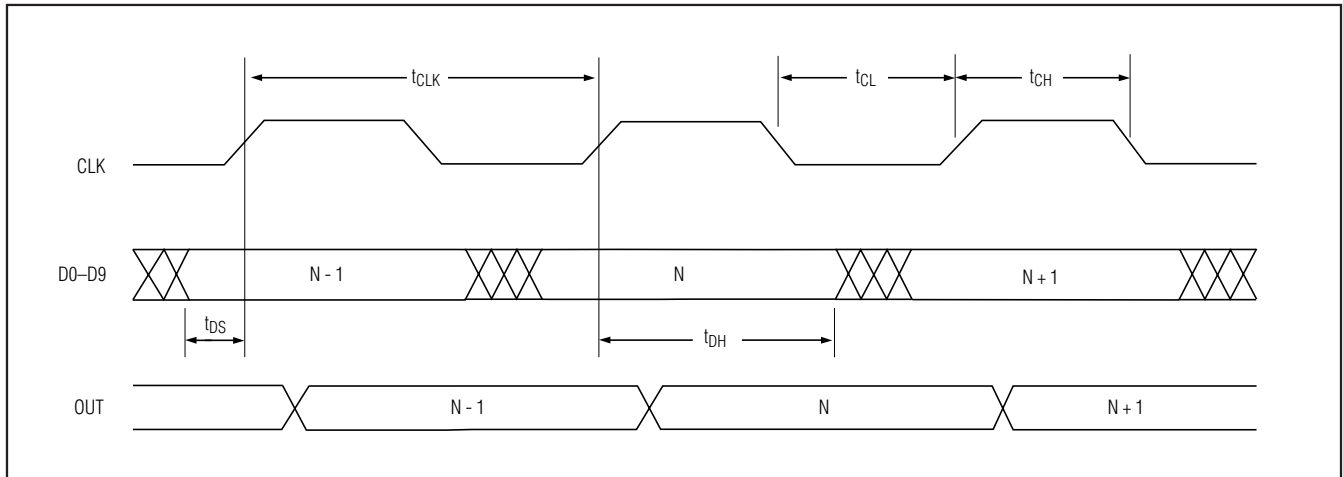 tCLK
tCL
tCH
CLK
D0–D9
N - 1
N
N + 1
tDS
tDH
OUT
N - 1
N
N + 1